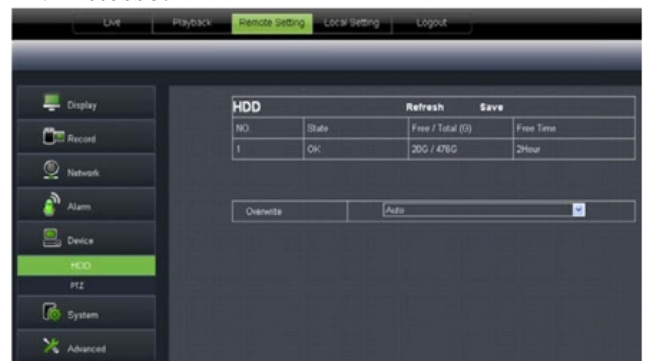 Live Playback Remote Setting Local Setting Logout
Display
Record
Network
Alarm
Device
HDD
PTZ
System
Advanced
HDD Refresh Save
NO. State Free / Total (G) Free Time
1 OK 20G / 476G 2Hour
Overwrite Auto